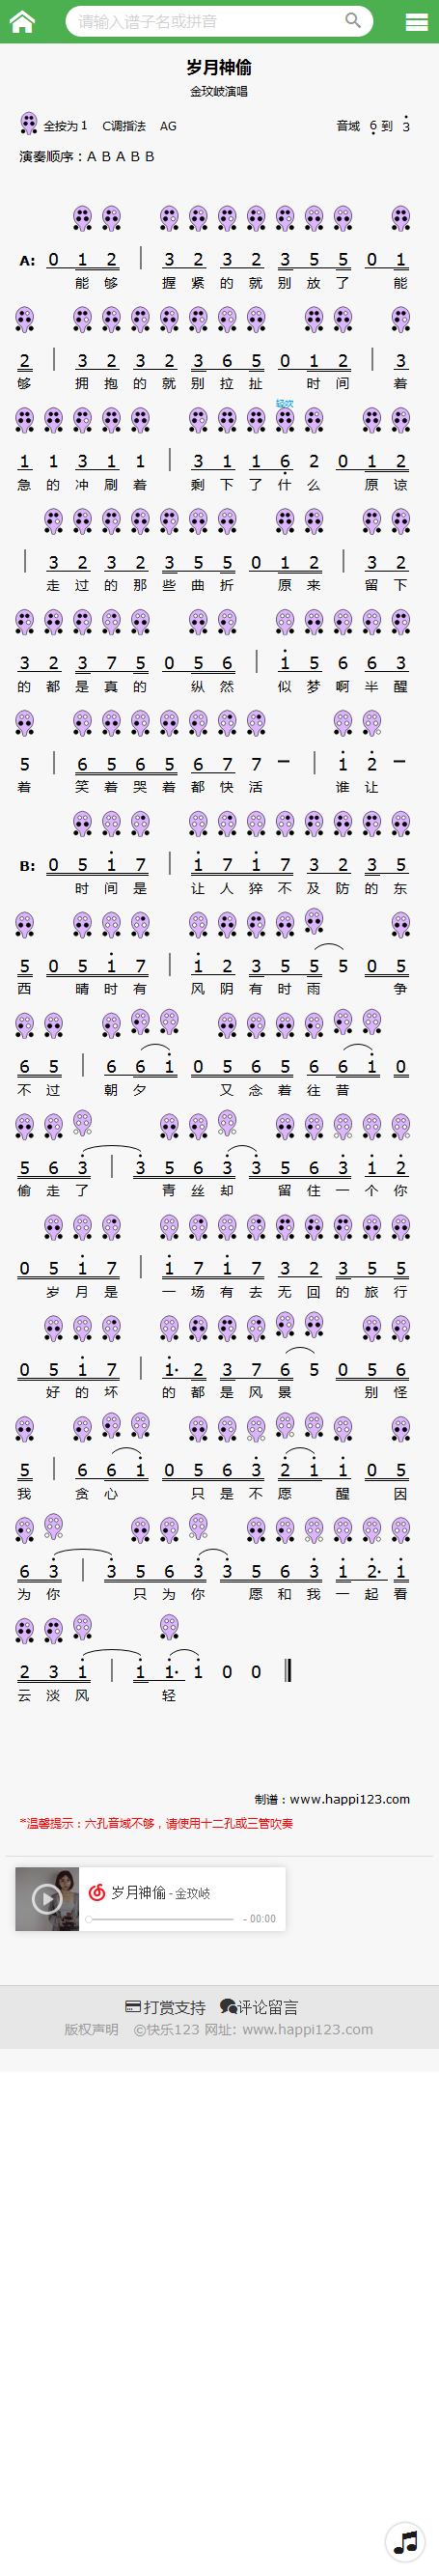 请输入谱子名或拼音
岁月神偷
金玟岐演唱
全按为1 C调指法 AG 音域 6到 3
演奏顺序：A B A B B
A: 0 1 2 | 3 2 3 2 3 5 5 0 1
能 够 握 紧 的 就 别 放 了 能
2 | 3 2 3 2 3 6 5 0 1 2 | 3
够 拥 抱 的 就 别 拉 扯 时 间 着
轻吹
1 1 3 1 1 | 3 1 1 6 2 0 1 2
急 的 冲 刷 着 剩 下 了 什 么 原 谅
| 3 2 3 2 3 5 5 0 1 2 | 3 2
走 过 的 那 些 曲 折 原 来 留 下
3 2 3 7 5 0 5 6 | 1 5 6 6 3
的 都 是 真 的 纵 然 似 梦 啊 半 醒
5 | 6 5 6 5 6 7 7 － | 1 2 －
着 笑 着 哭 着 都 快 活 谁 让
B: 0 5 1 7 | 1 7 1 7 3 2 3 5
时 间 是 让 人 猝 不 及 防 的 东
5 0 5 1 7 | 1 2 3 5 5 5 0 5
西 晴 时 有 风 阴 有 时 雨 争
6 5 | 6 6 1 0 5 6 5 6 6 1 0
不 过 朝 夕 又 念 着 往 昔
5 6 3 | 3 5 6 3 3 5 6 3 1 2
偷 走 了 青 丝 却 留 住 一 个 你
0 5 1 7 | 1 7 1 7 3 2 3 5 5
岁 月 是 一 场 有 去 无 回 的 旅 行
0 5 1 7 | 1· 2 3 7 6 5 0 5 6
好 的 坏 的 都 是 风 景 别 怪
5 | 6 6 1 0 5 6 3 2 1 1 0 5
我 贪 心 只 是 不 愿 醒 因
6 3 | 3 5 6 3 3 5 6 3 1 2· 1
为 你 只 为 你 愿 和 我 一 起 看
2 3 1 | 1 1· 1 0 0
云 淡 风 轻
制谱：www.happi123.com
*温馨提示：六孔音域不够，请使用十二孔或三管吹奏
岁月神偷 - 金玟岐
- 00:00
打赏支持 评论留言
版权声明 ©快乐123 网址: www.happi123.com